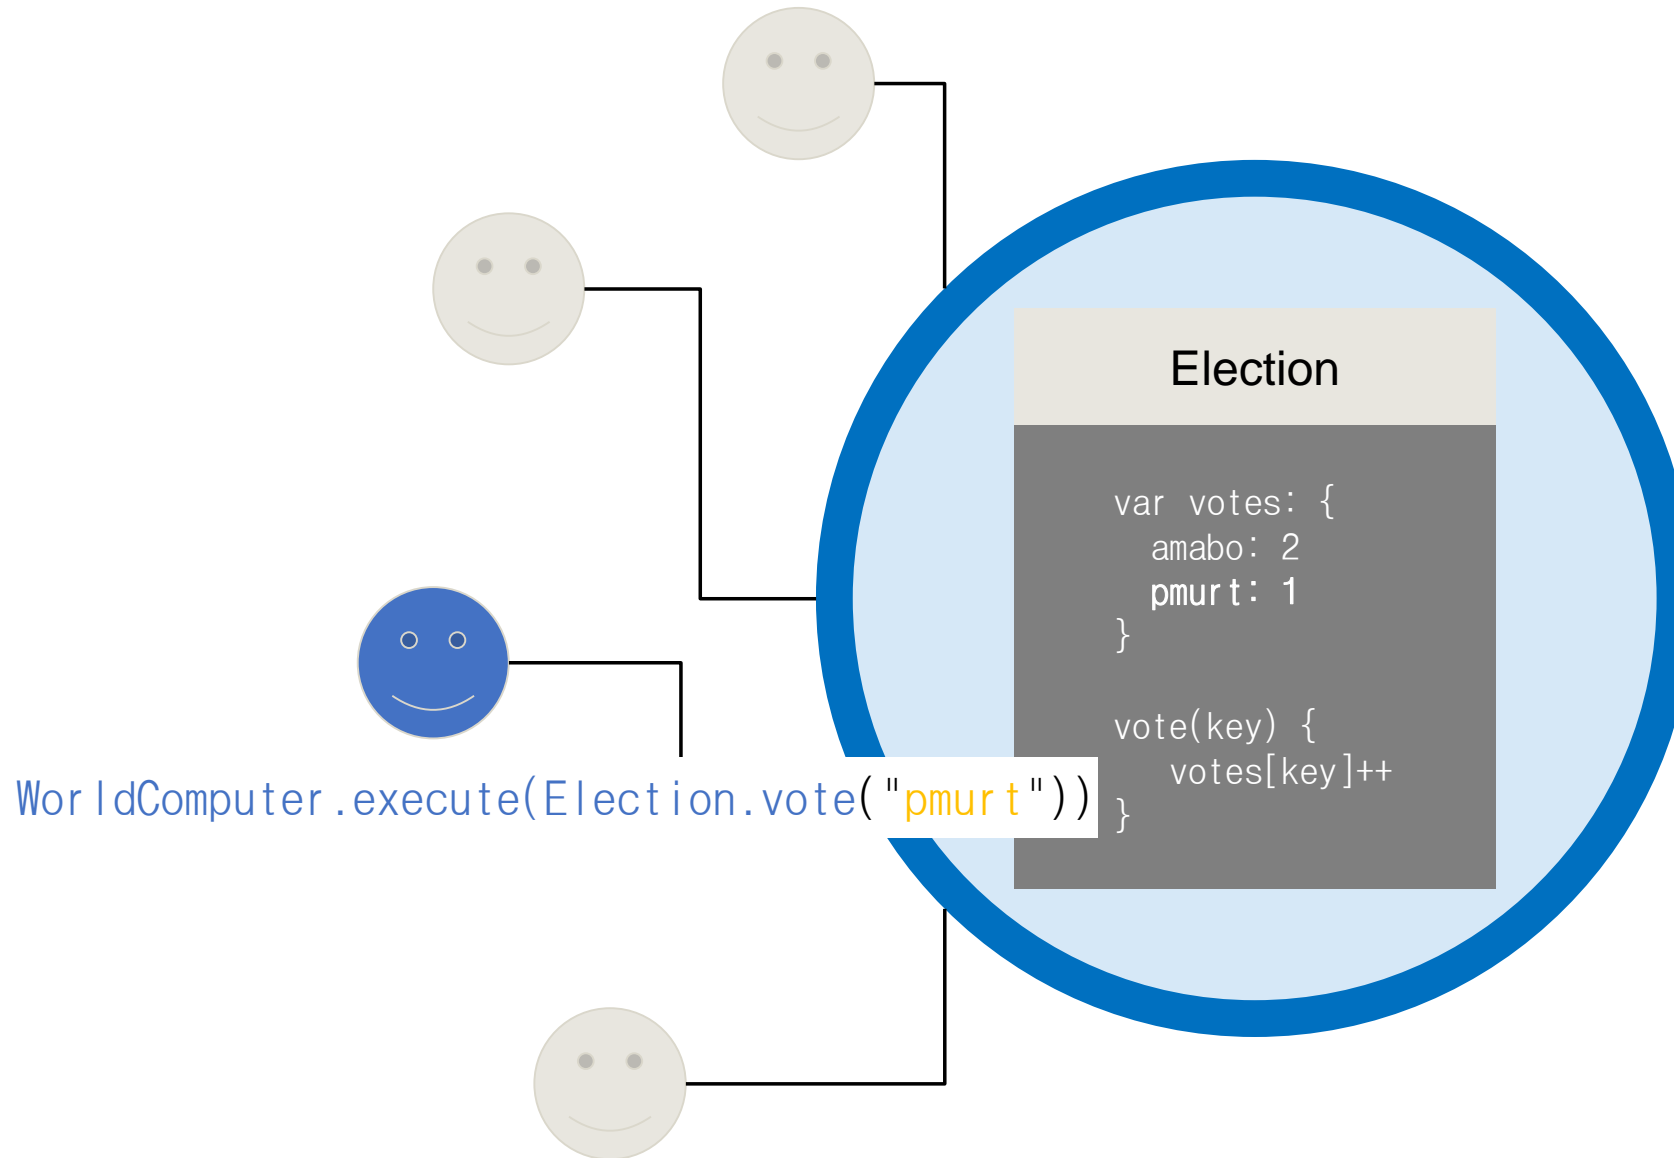 Election
var votes: {
amabo: 2
pmurt: 1
}
vote(key) {
votes[key]++
}
WorldComputer.execute(Election.vote("pmurt"))